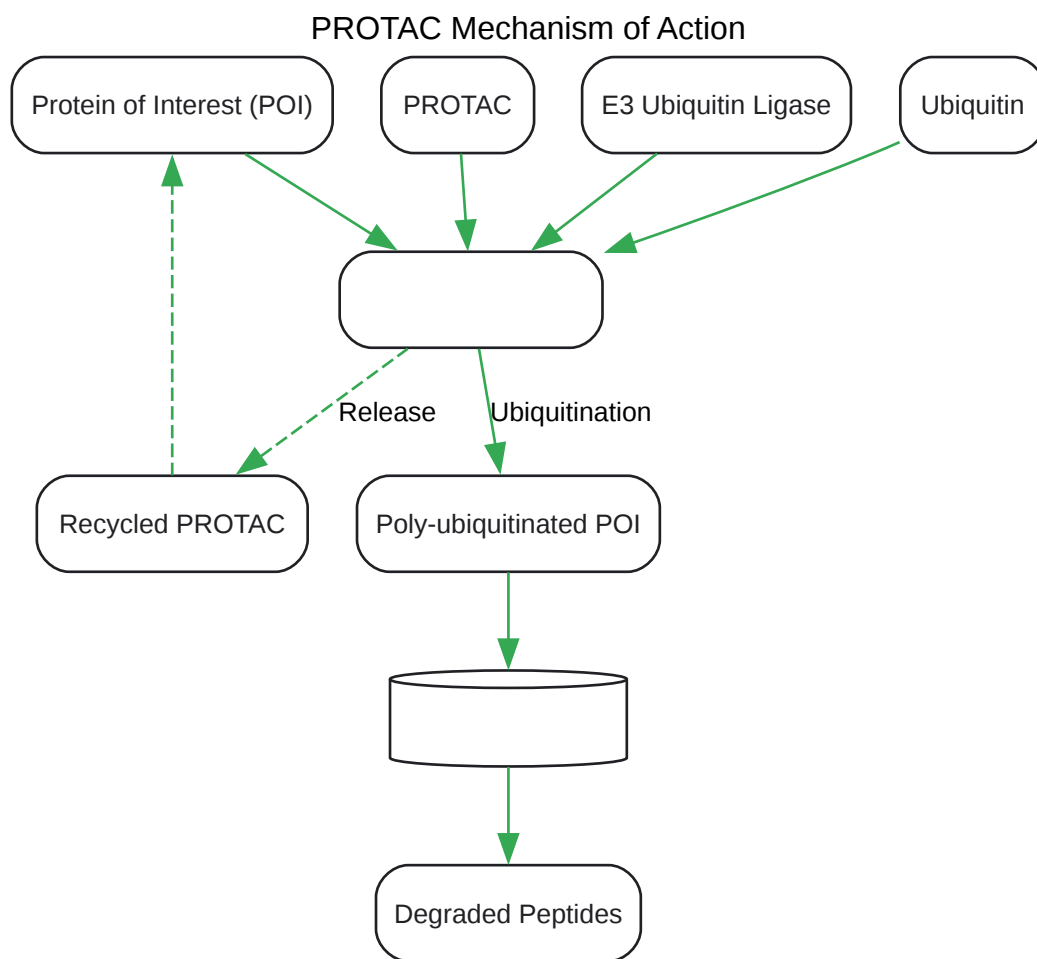 PROTAC Mechanism of Action
Protein of Interest (POI)
PROTAC
E3 Ubiquitin Ligase
Ubiquitin
Release
Ubiquitination
Recycled PROTAC
Poly-ubiquitinated POI
Degraded Peptides